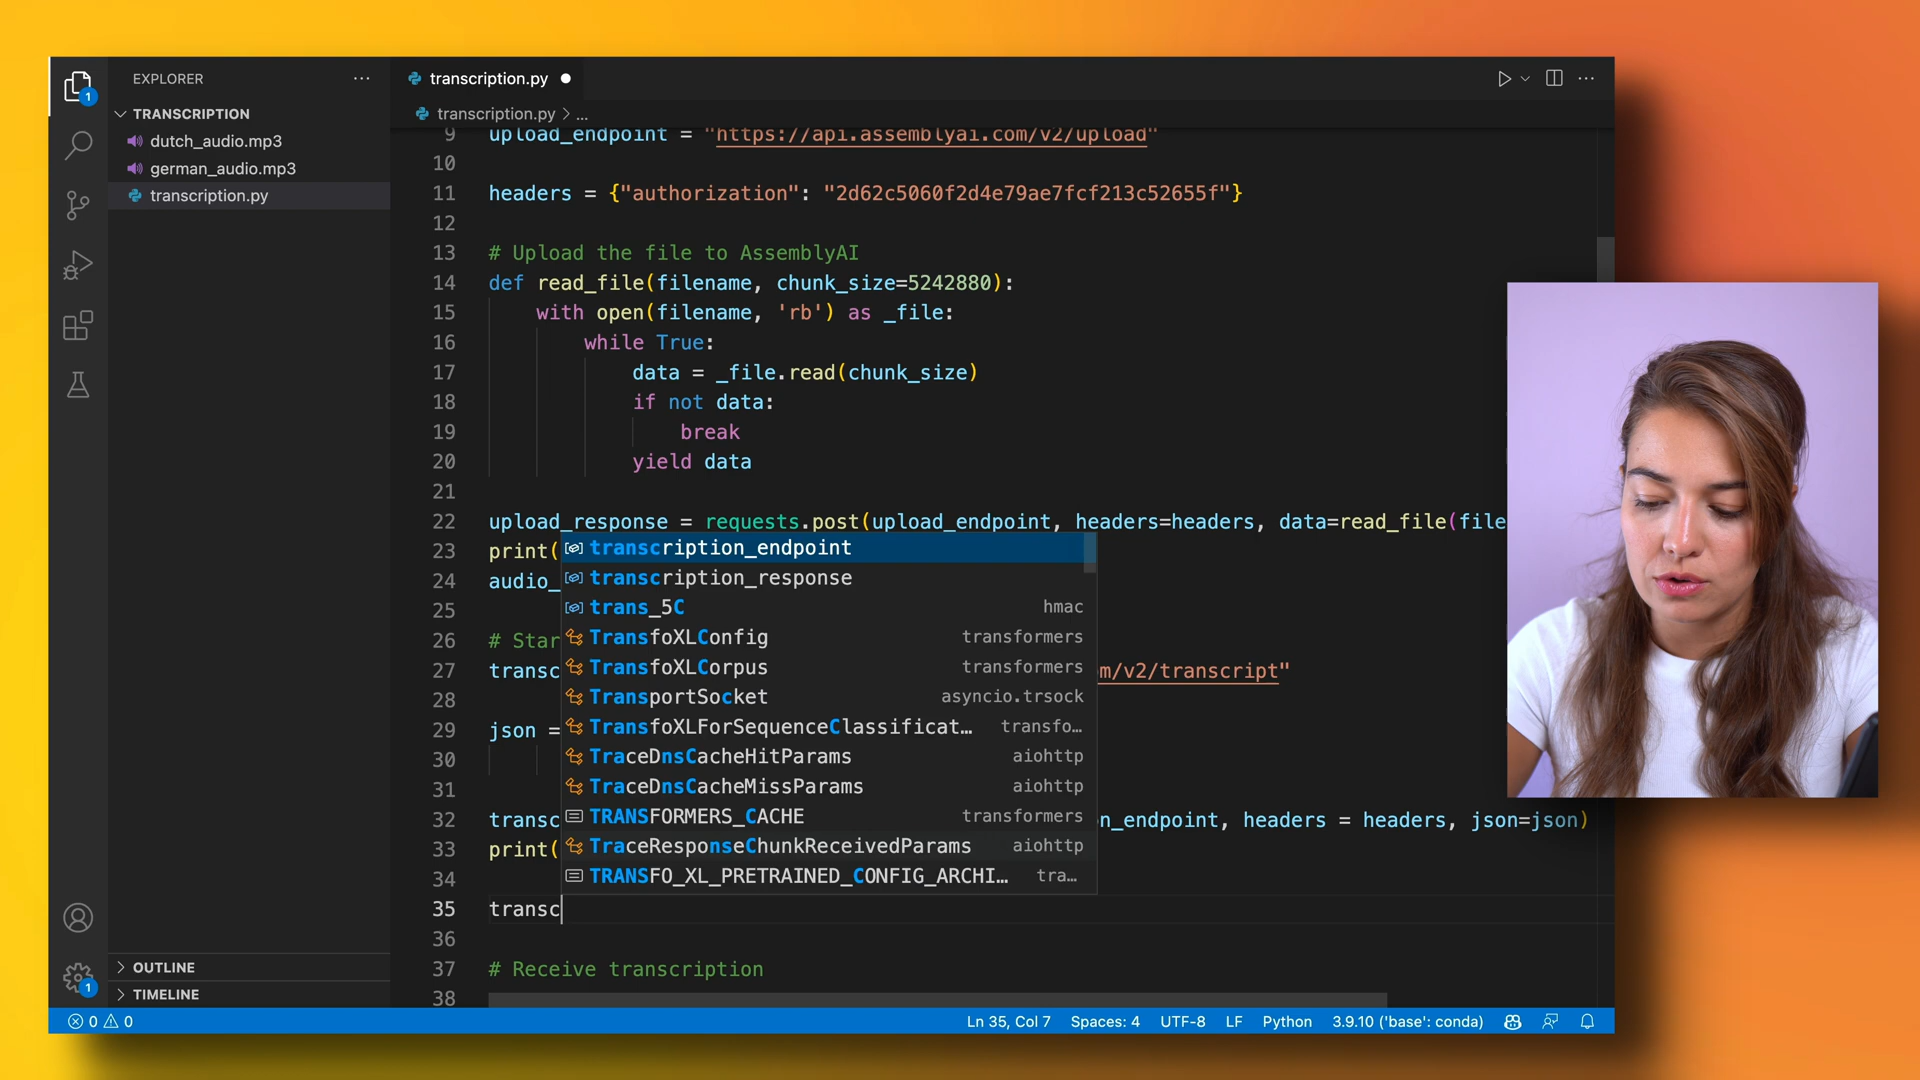 EXPLORER
TRANSCRIPTION
dutch_audio.mp3
german_audio.mp3
transcription.py
OUTLINE
TIMELINE
transcription.py
transcription.py > ...
9 upload_endpoint = "https://api.assemblyai.com/v2/upload"
10
11 headers = {"authorization": "2d62c5060f2d4e79ae7fcf213c52655f"}
12
13 # Upload the file to AssemblyAI
14 def read_file(filename, chunk_size=5242880):
15 with open(filename, 'rb') as _file:
16 while True:
17 data = _file.read(chunk_size)
18 if not data:
19 break
20 yield data
21
22 upload_response = requests.post(upload_endpoint, headers=headers, data=read_file(file
23 print(
24 audio_
25
26 # Star
27 transc m/v2/transcript"
28
29 json =
30
31
32 transc n_endpoint, headers = headers, json=json)
33 print(
34
35 transc
36
37 # Receive transcription
38
transcription_endpoint
transcription_response
trans_5C hmac
TransfoXLConfig transformers
TransfoXLCorpus transformers
TransportSocket asyncio.trsock
TransfoXLForSequenceClassificat… transfo…
TraceDnsCacheHitParams aiohttp
TraceDnsCacheMissParams aiohttp
TRANSFORMERS_CACHE transformers
TraceResponseChunkReceivedParams aiohttp
TRANSFO_XL_PRETRAINED_CONFIG_ARCHI… tra…
1
1
0 0
Ln 35, Col 7 Spaces: 4 UTF-8 LF Python 3.9.10 ('base': conda)